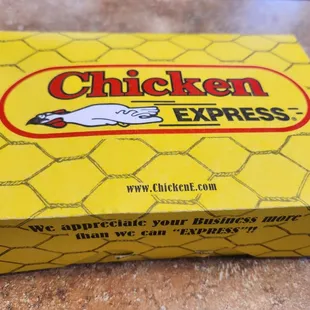 Chicken
EXPRESS
www.ChickenE.com
We appreciate your Business more
than we can "EXPRESS"!!